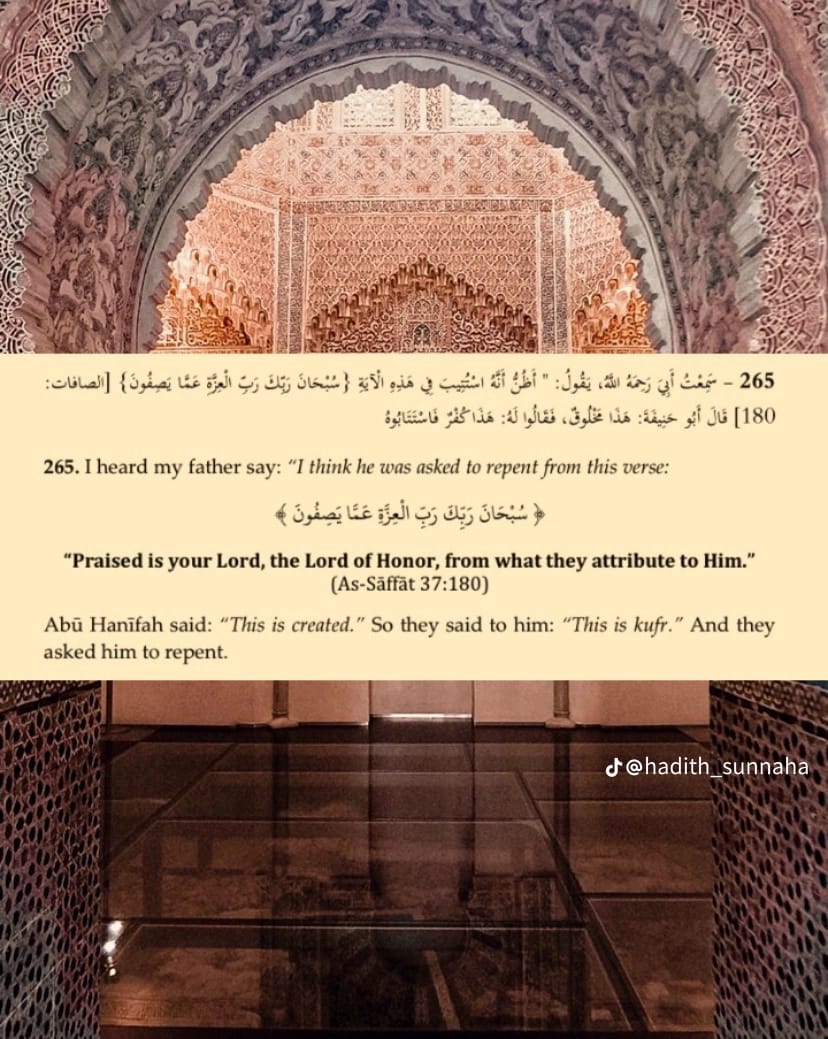 265 – سَمِعْتُ أَبِيَ رَحِمَهُ اللَّهُ، يَقُولُ: " أَظُنُّ أَنَّهُ اسْتُتِيبَ فِي هَذِهِ الْآيَةِ {سُبْحَانَ رَبِّكَ رَبِّ الْعِزَّةِ عَمَّا يَصِفُونَ} [الصافات:
180] قَالَ أَبُو حَنِيفَةَ: هَذَا مَخْلُوقٌ، فَقَالُوا لَهُ: هَذَا كُفْرٌ فَاسْتَتَابُوهُ
265. I heard my father say: “I think he was asked to repent from this verse:
﴿ سُبْحَانَ رَبِّكَ رَبِّ الْعِزَّةِ عَمَّا يَصِفُونَ ﴾
“Praised is your Lord, the Lord of Honor, from what they attribute to Him.”
(As-Sāffāt 37:180)
Abū Hanīfah said: “This is created.” So they said to him: “This is kufr.” And they
asked him to repent.
@hadith_sunnaha